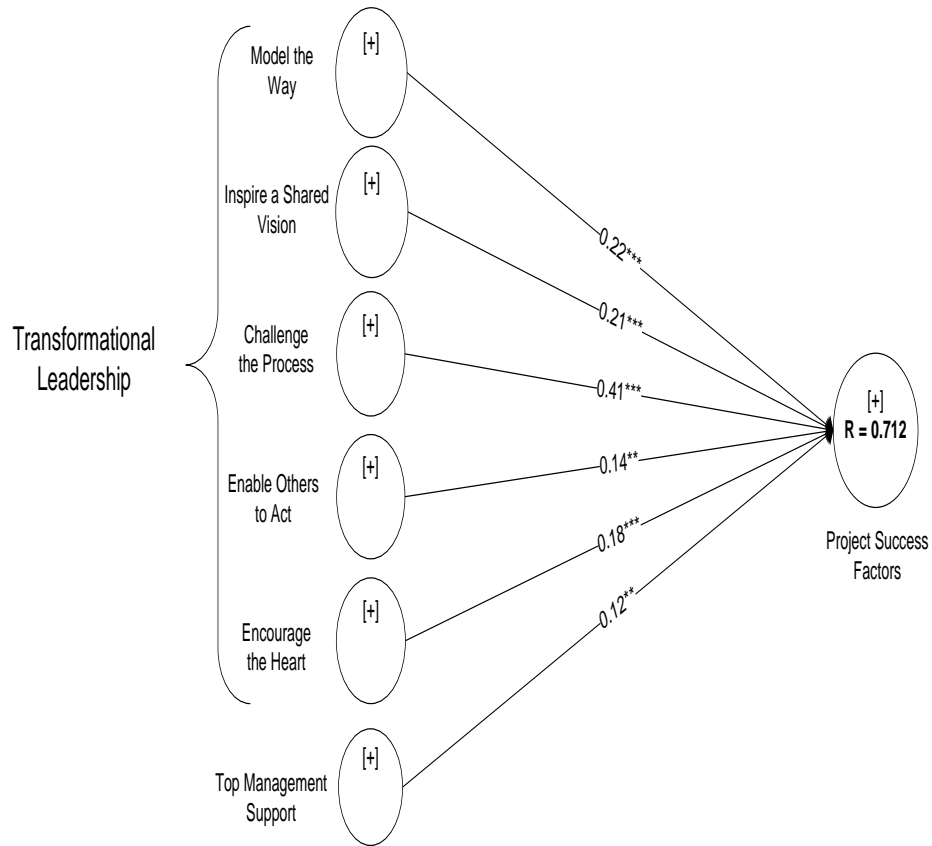 [+]
Model the
Way
[+]
Inspire a Shared
Vision
0.22***
[+]
Challenge
the Process
0.21***
Transformational
Leadership
0.41***
[+]
R = 0.712
[+]
Enable Others
to Act
0.14**
0.18***
Project Success
Factors
[+]
Encourage
the Heart
0.12**
[+]
Top Management
Support